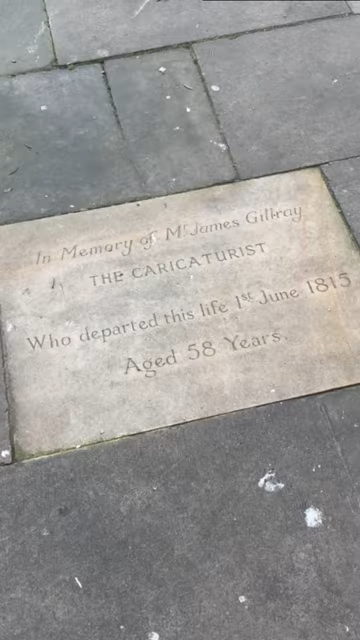 In Memory of Mr James Gillray
THE CARICATURIST
Who departed this life 1st June 1815
Aged 58 Years.